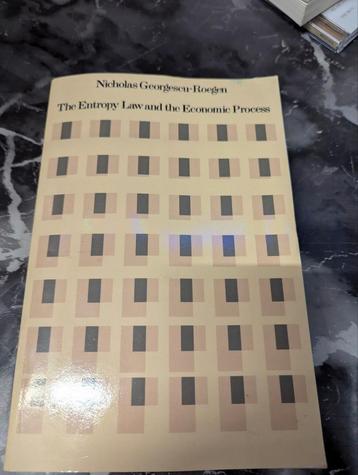 Nicholas Georgescu-Roegen
The Entropy Law and the Economic Process